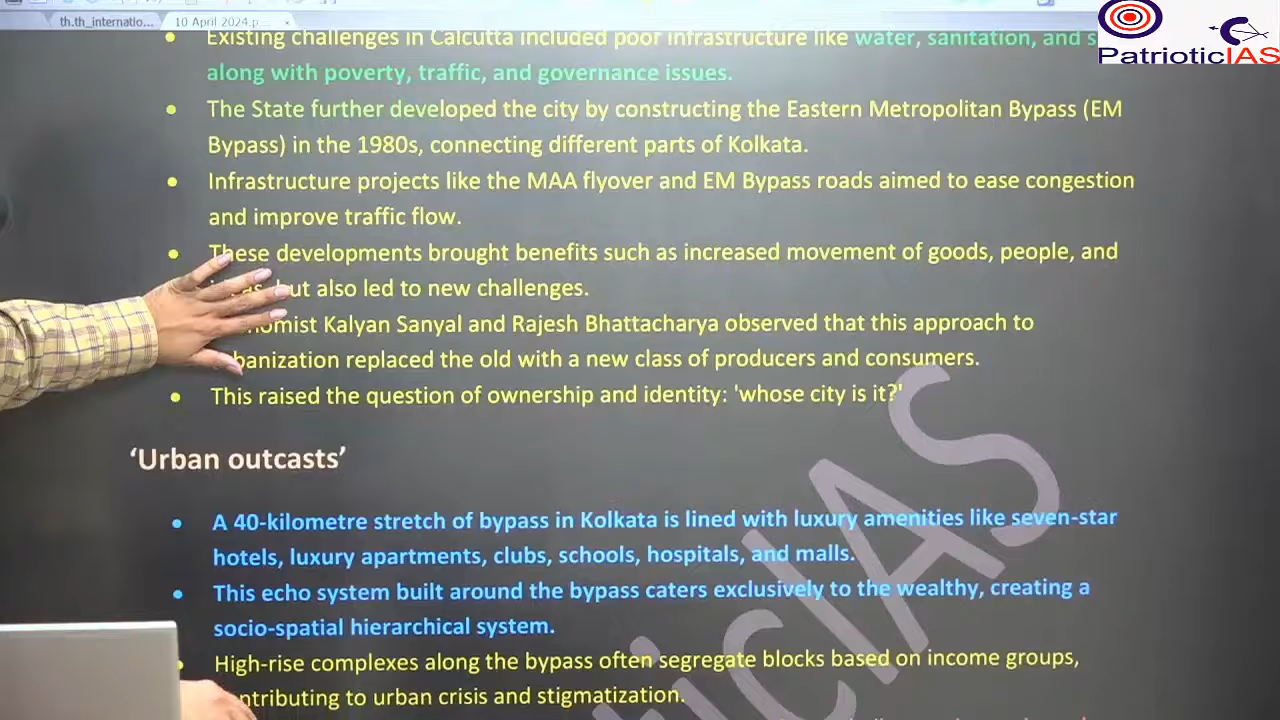 th.th_internatio...
10 April 2024.p...
×
PatrioticIAS
Existing challenges in Calcutta included poor infrastructure like water, sanitation, and
along with poverty, traffic, and governance issues.
The State further developed the city by constructing the Eastern Metropolitan Bypass (EM
Bypass) in the 1980s, connecting different parts of Kolkata.
Infrastructure projects like the MAA flyover and EM Bypass roads aimed to ease congestion
and improve traffic flow.
These developments brought benefits such as increased movement of goods, people, and
but also led to new challenges.
Kalyan Sanyal and Rajesh Bhattacharya observed that this approach to
replaced the old with a new class of producers and consumers.
This raised the question of ownership and identity: 'whose city is it?'
‘Urban outcasts’
A 40-kilometre stretch of bypass in Kolkata is lined with luxury amenities like seven-star
hotels, luxury apartments, clubs, schools, hospitals, and malls.
This echo system built around the bypass caters exclusively to the wealthy, creating a
socio-spatial hierarchical system.
High-rise complexes along the bypass often segregate blocks based on income groups,
to urban crisis and stigmatization.
ticIAS